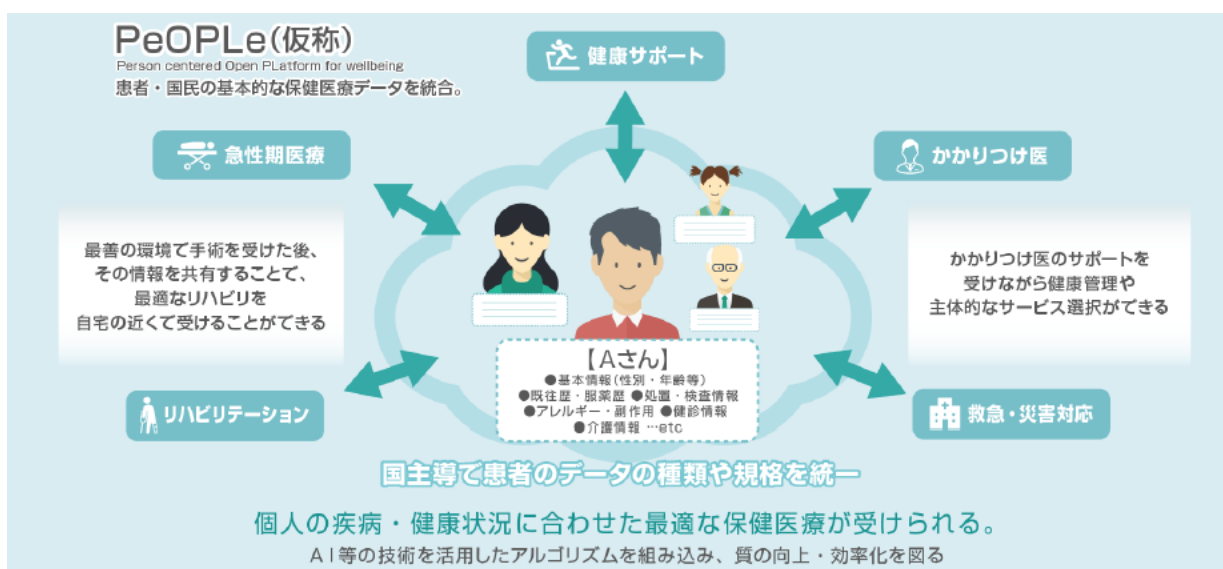 PeOPLe(仮称)
Person centered Open PLatform for wellbeing
患者・国民の基本的な保健医療データを統合。
健康サポート
急性期医療
かかりつけ医
最善の環境で手術を受けた後、
その情報を共有することで、
最適なリハビリを
自宅の近くで受けることができる
かかりつけ医のサポートを
受けながら健康管理や
主体的なサービス選択ができる
【Aさん】
●基本情報(性別・年齢等)
●既往歴・服薬歴 ●処置・検査情報
●アレルギー・副作用 ●健診情報
●介護情報 …etc
リハビリテーション
救急・災害対応
国主導で患者のデータの種類や規格を統一
個人の疾病・健康状況に合わせた最適な保健医療が受けられる。
AI等の技術を活用したアルゴリズムを組み込み、質の向上・効率化を図る